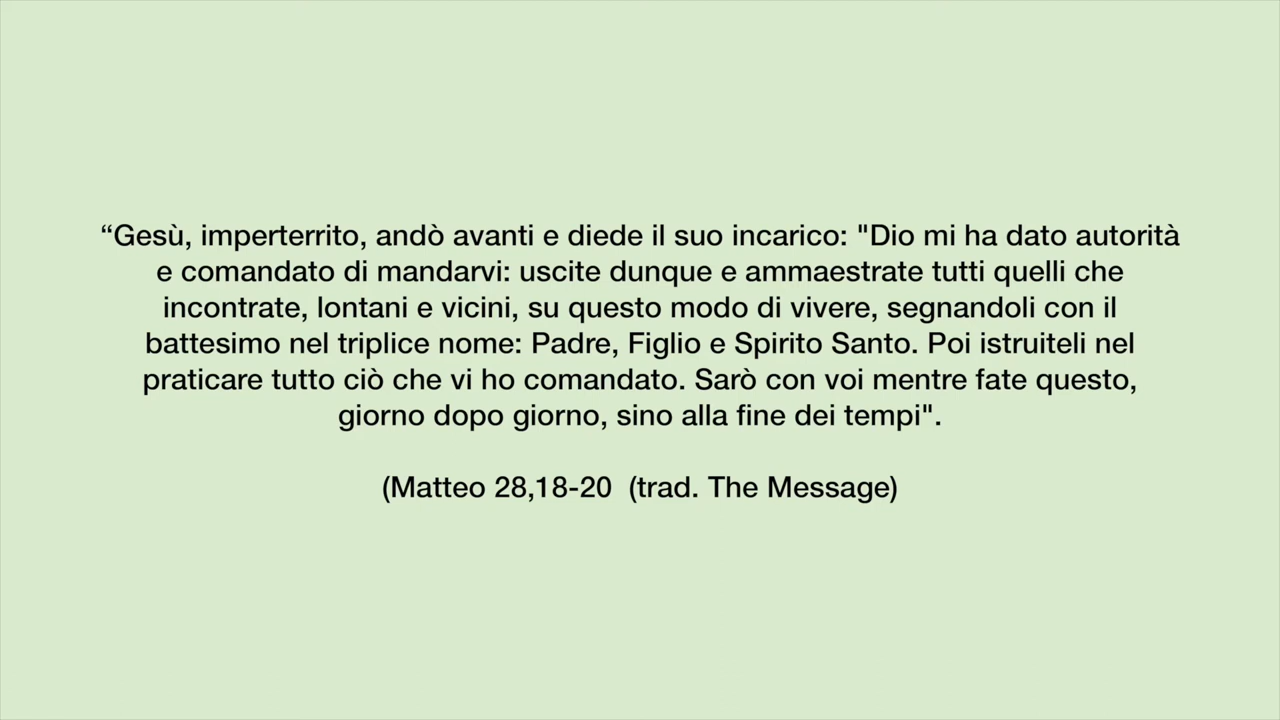 “Gesù, imperterrito, andò avanti e diede il suo incarico: "Dio mi ha dato autorità
e comandato di mandarvi: uscite dunque e ammaestrate tutti quelli che
incontrate, lontani e vicini, su questo modo di vivere, segnandoli con il
battesimo nel triplice nome: Padre, Figlio e Spirito Santo. Poi istruiteli nel
praticare tutto ciò che vi ho comandato. Sarò con voi mentre fate questo,
giorno dopo giorno, sino alla fine dei tempi".
(Matteo 28,18-20  (trad. The Message)